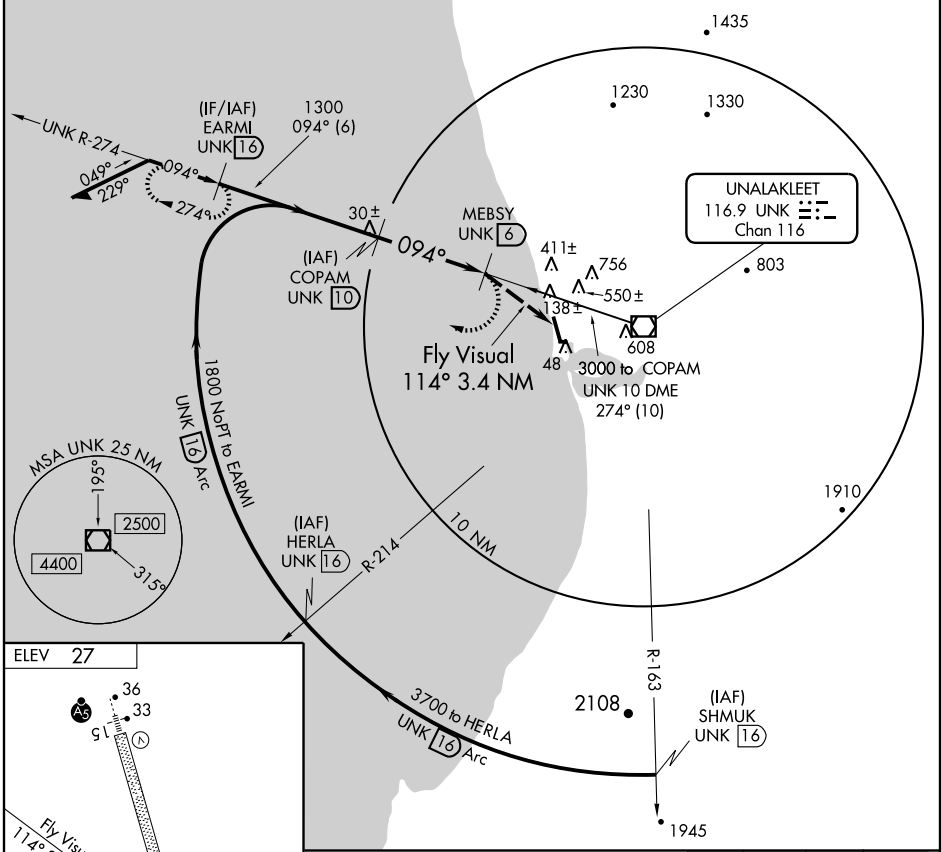 1435
1230
1330
(IF/IAF)
EARMI
UNK 16
1300
094° (6)
UNK R-274
049°
229°
094°
274°
30±
(IAF)
COPAM
UNK 10
094°
MEBSY
UNK 6
411±
756
550±
138±
608
48
UNALAKLEET
116.9 UNK
Chan 116
803
Fly Visual
114° 3.4 NM
3000 to COPAM
UNK 10 DME
274° (10)
1800 NoPT to EARMI
UNK 16 Arc
MSA UNK 25 NM
195°
2500
4400
315°
(IAF)
HERLA
UNK 16
R-214
10 NM
1910
R-163
2108
(IAF)
SHMUK
UNK 16
3700 to HERLA
UNK 16 Arc
1945
ELEV 27
A5
36
33
15
V
Fly Visu
114°